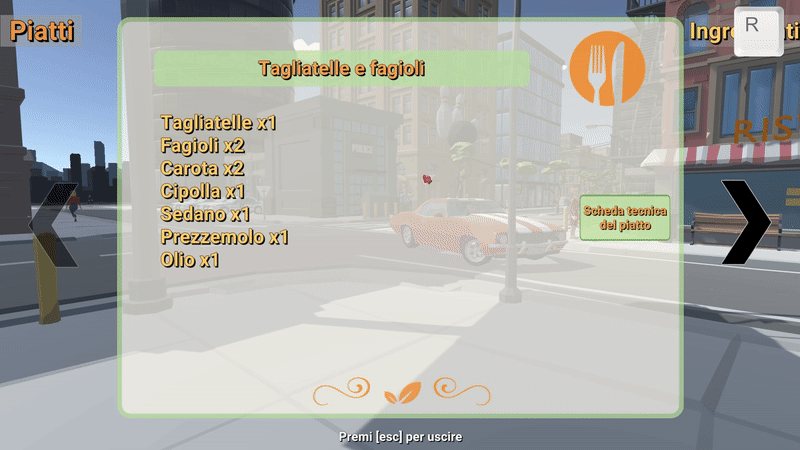 Piatti
R
Tagliatelle e fagioli
Tagliatelle x1
Fagioli x2
Carota x2
Cipolla x1
Sedano x1
Prezzemolo x1
Olio x1
Scheda tecnica
del piatto
RIS
Premi [esc] per uscire